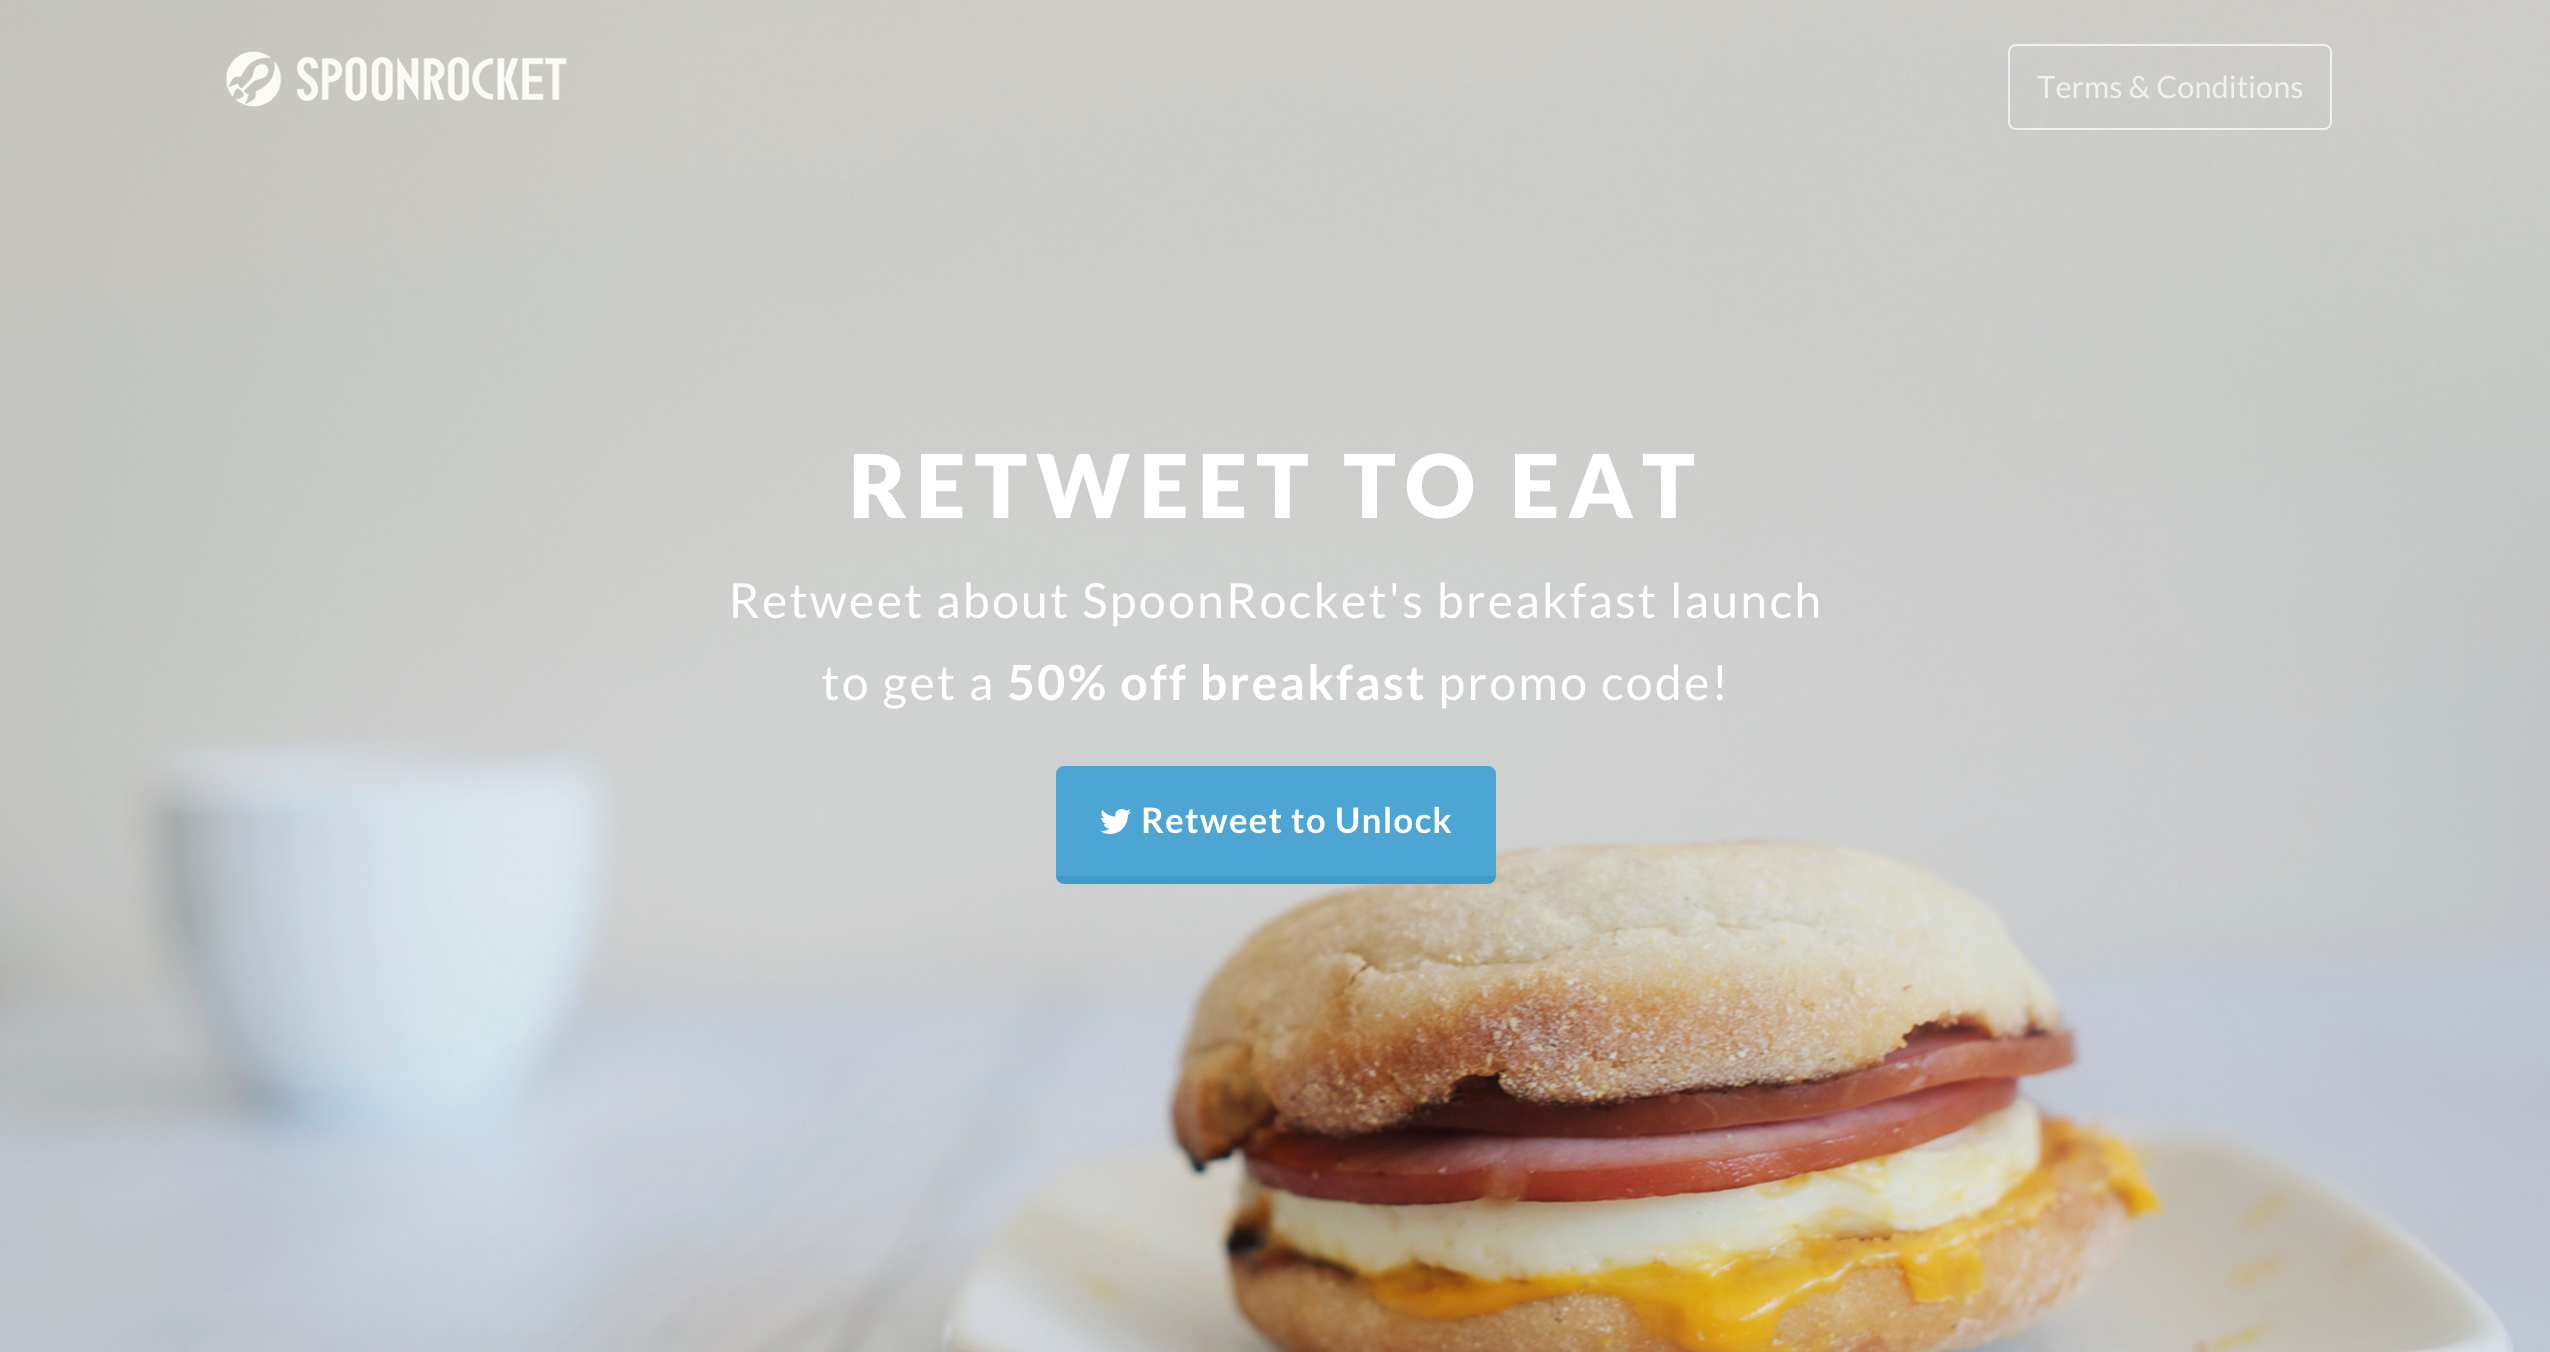 SPOONROCKET
Terms & Conditions
RETWEET TO EAT
Retweet about SpoonRocket's breakfast launch
to get a 50% off breakfast promo code!
Retweet to Unlock